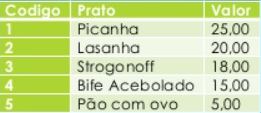 Codigo Prato Valor
1 Picanha 25,00
2 Lasanha 20,00
3 Strogonoff 18,00
4 Bife Acebolado 15,00
5 Pão com ovo 5,00